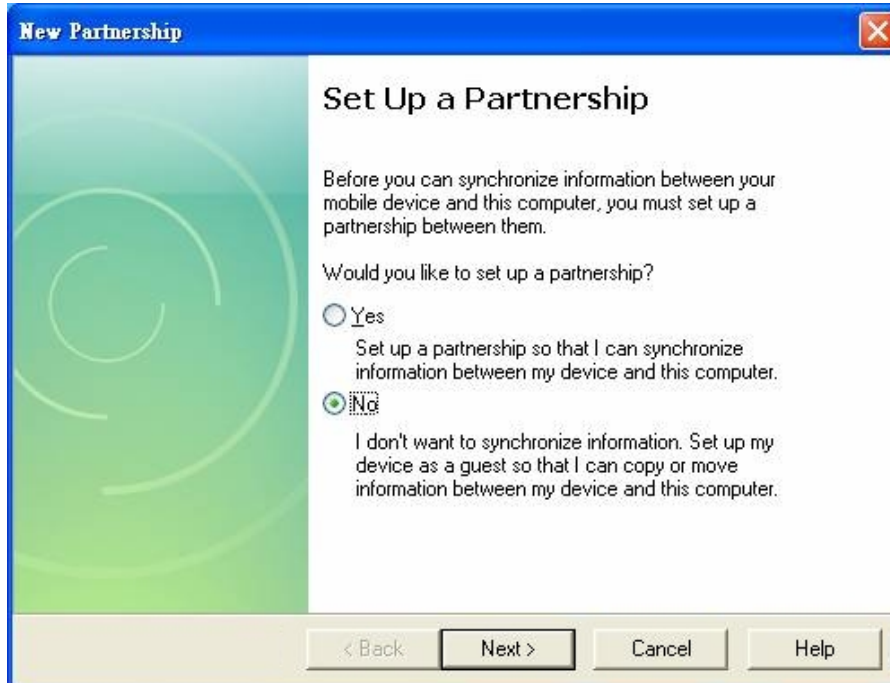 New Partnership
Set Up a Partnership
Before you can synchronize information between your
mobile device and this computer, you must set up a
partnership between them.
Would you like to set up a partnership?
Yes
Set up a partnership so that I can synchronize
information between my device and this computer.
No
I don't want to synchronize information. Set up my
device as a guest so that I can copy or move
information between my device and this computer.
< Back
Next >
Cancel
Help